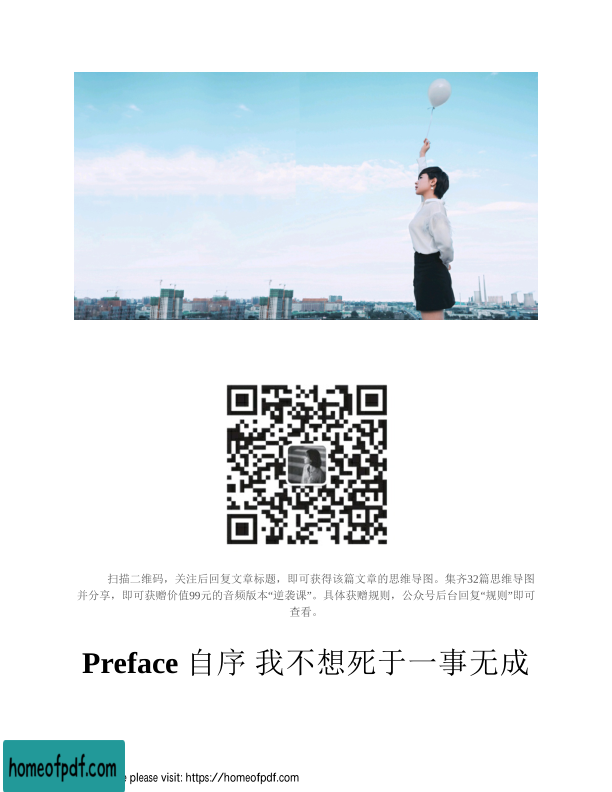 扫描二维码，关注后回复文章标题，即可获得该篇文章的思维导图。集齐32篇思维导图
并分享，即可获赠价值99元的音频版本“逆袭课”。具体获赠规则，公众号后台回复“规则”即可
查看。
Preface 自序 我不想死于一事无成
homeofpdf.com
please visit: https://homeofpdf.com